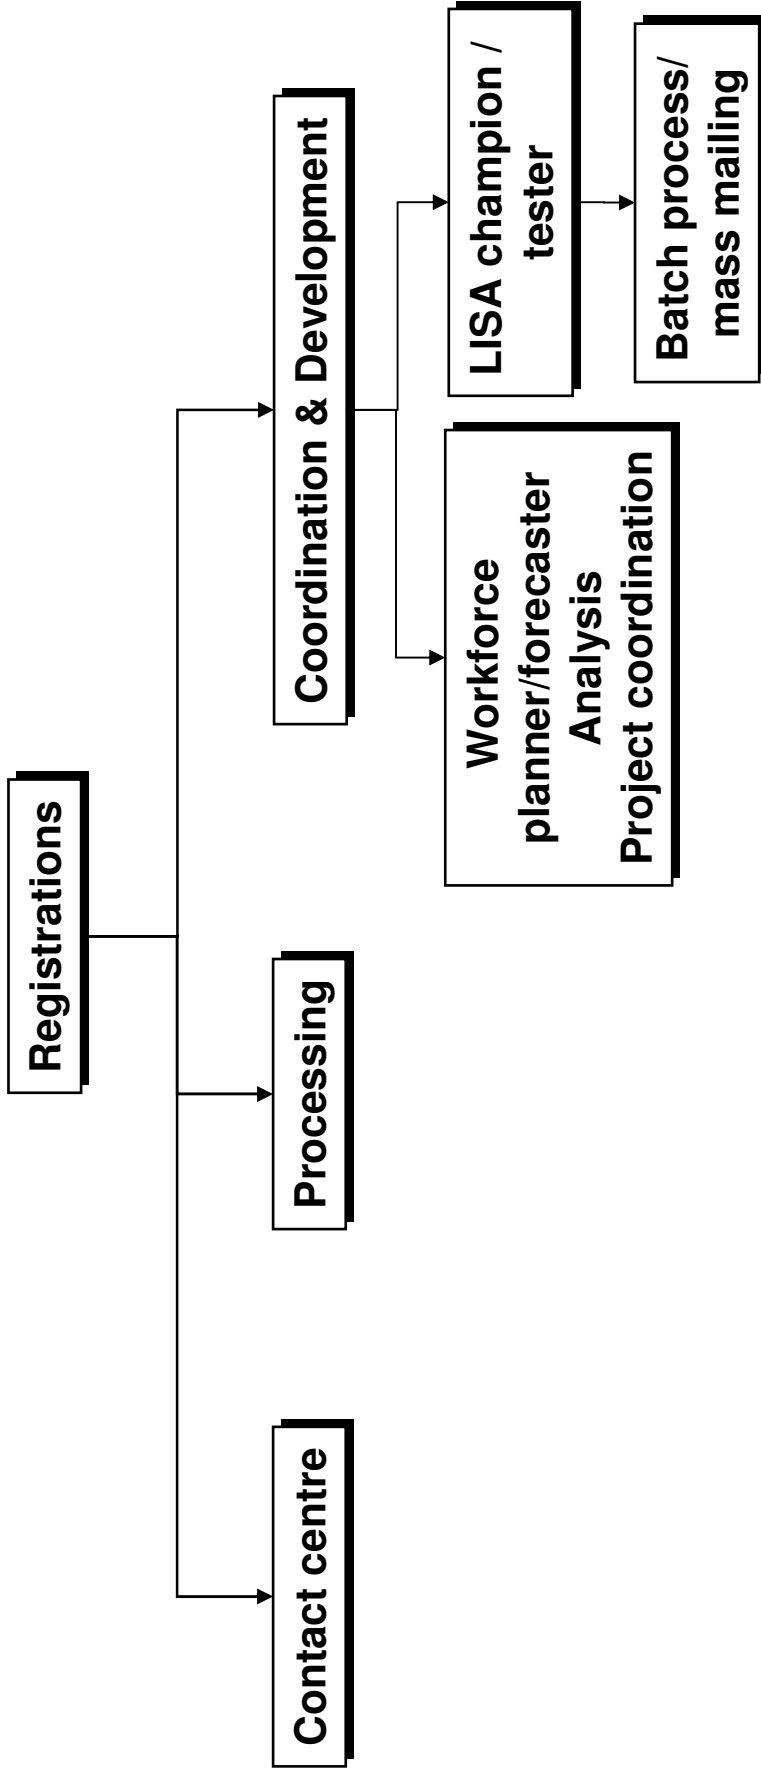 Registrations
Contact centre
Processing
Coordination & Development
Workforce
planner/forecaster
Analysis
Project coordination
LISA champion /
tester
Batch process/
mass mailing